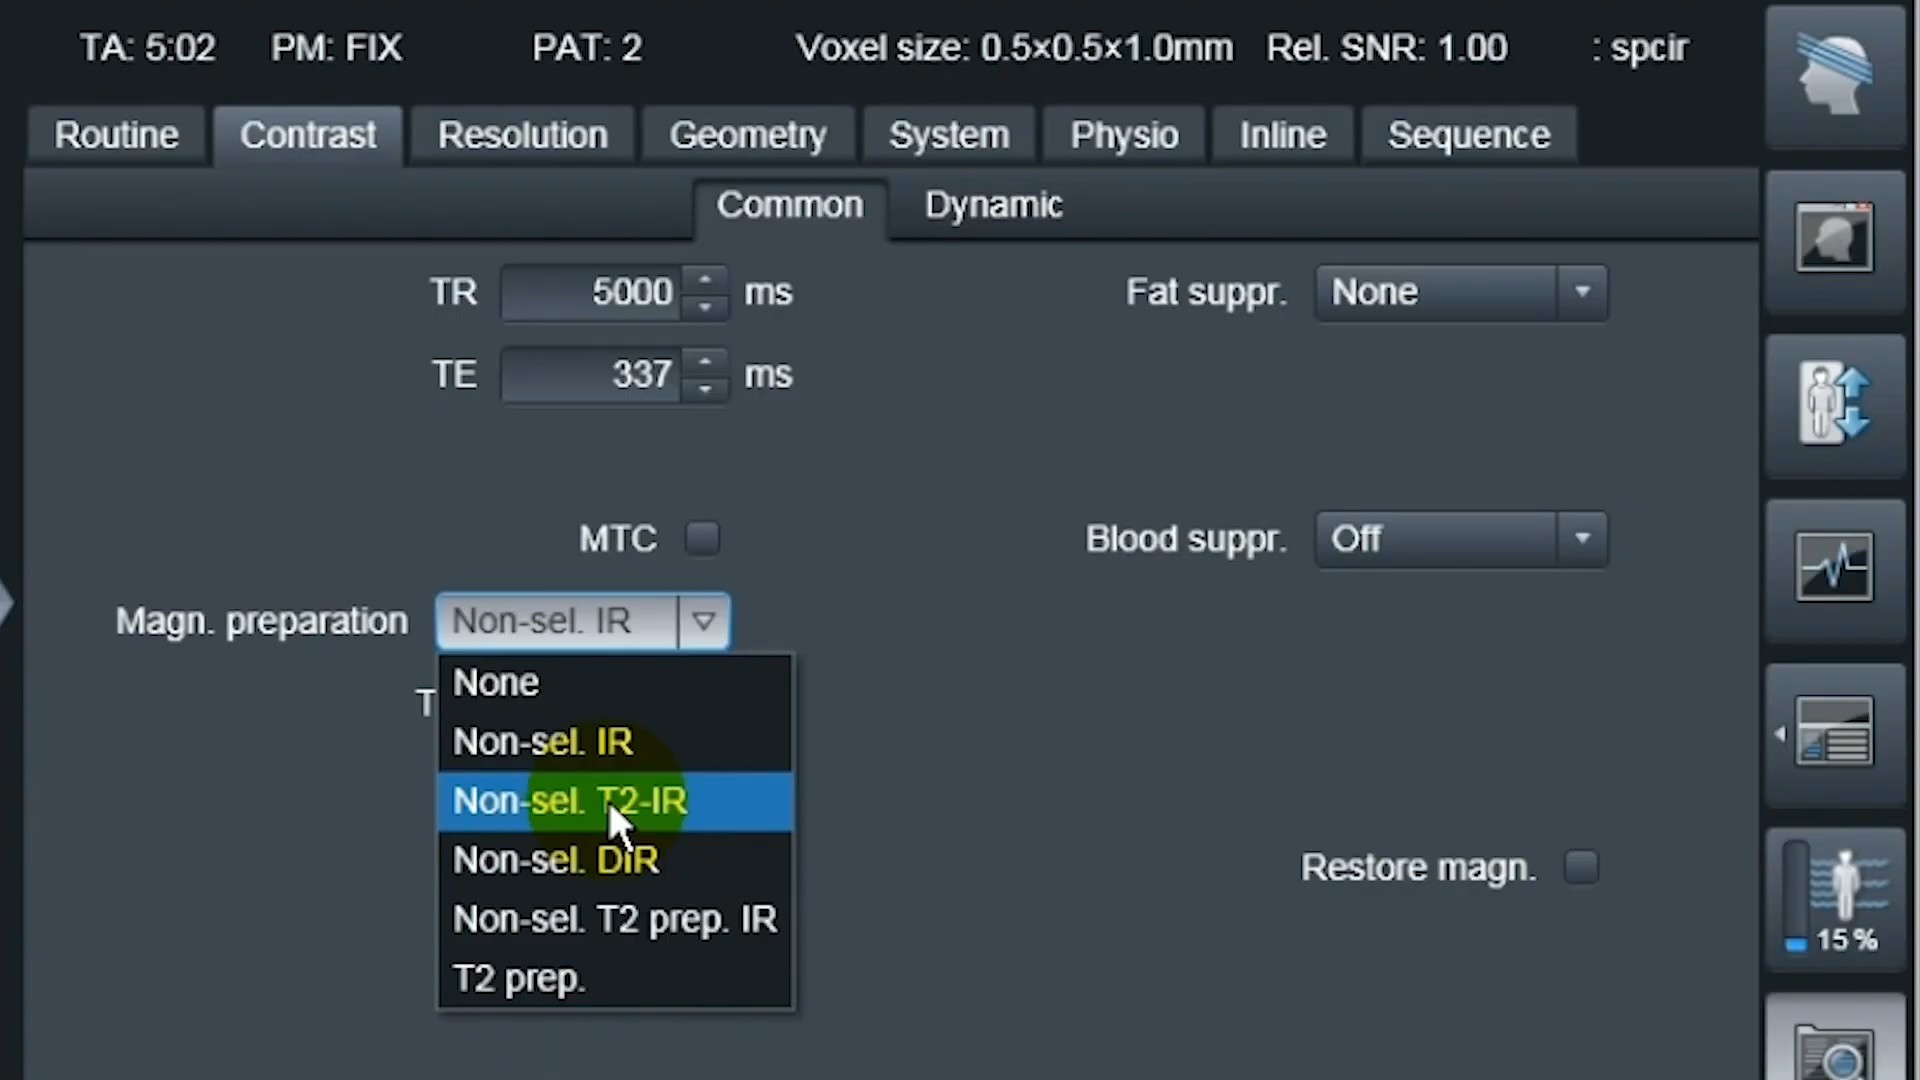 TA: 5:02 PM: FIX PAT: 2 Voxel size: 0.5×0.5×1.0mm Rel. SNR: 1.00 : spcir
Routine Contrast Resolution Geometry System Physio Inline Sequence
Common Dynamic
TR 5000 ms Fat suppr. None
TE 337 ms
MTC Blood suppr. Off
Magn. preparation Non-sel. IR
None
T
Non-sel. IR
Non-sel. T2-IR
Non-sel. DIR
Restore magn.
Non-sel. T2 prep. IR
T2 prep.
15 %